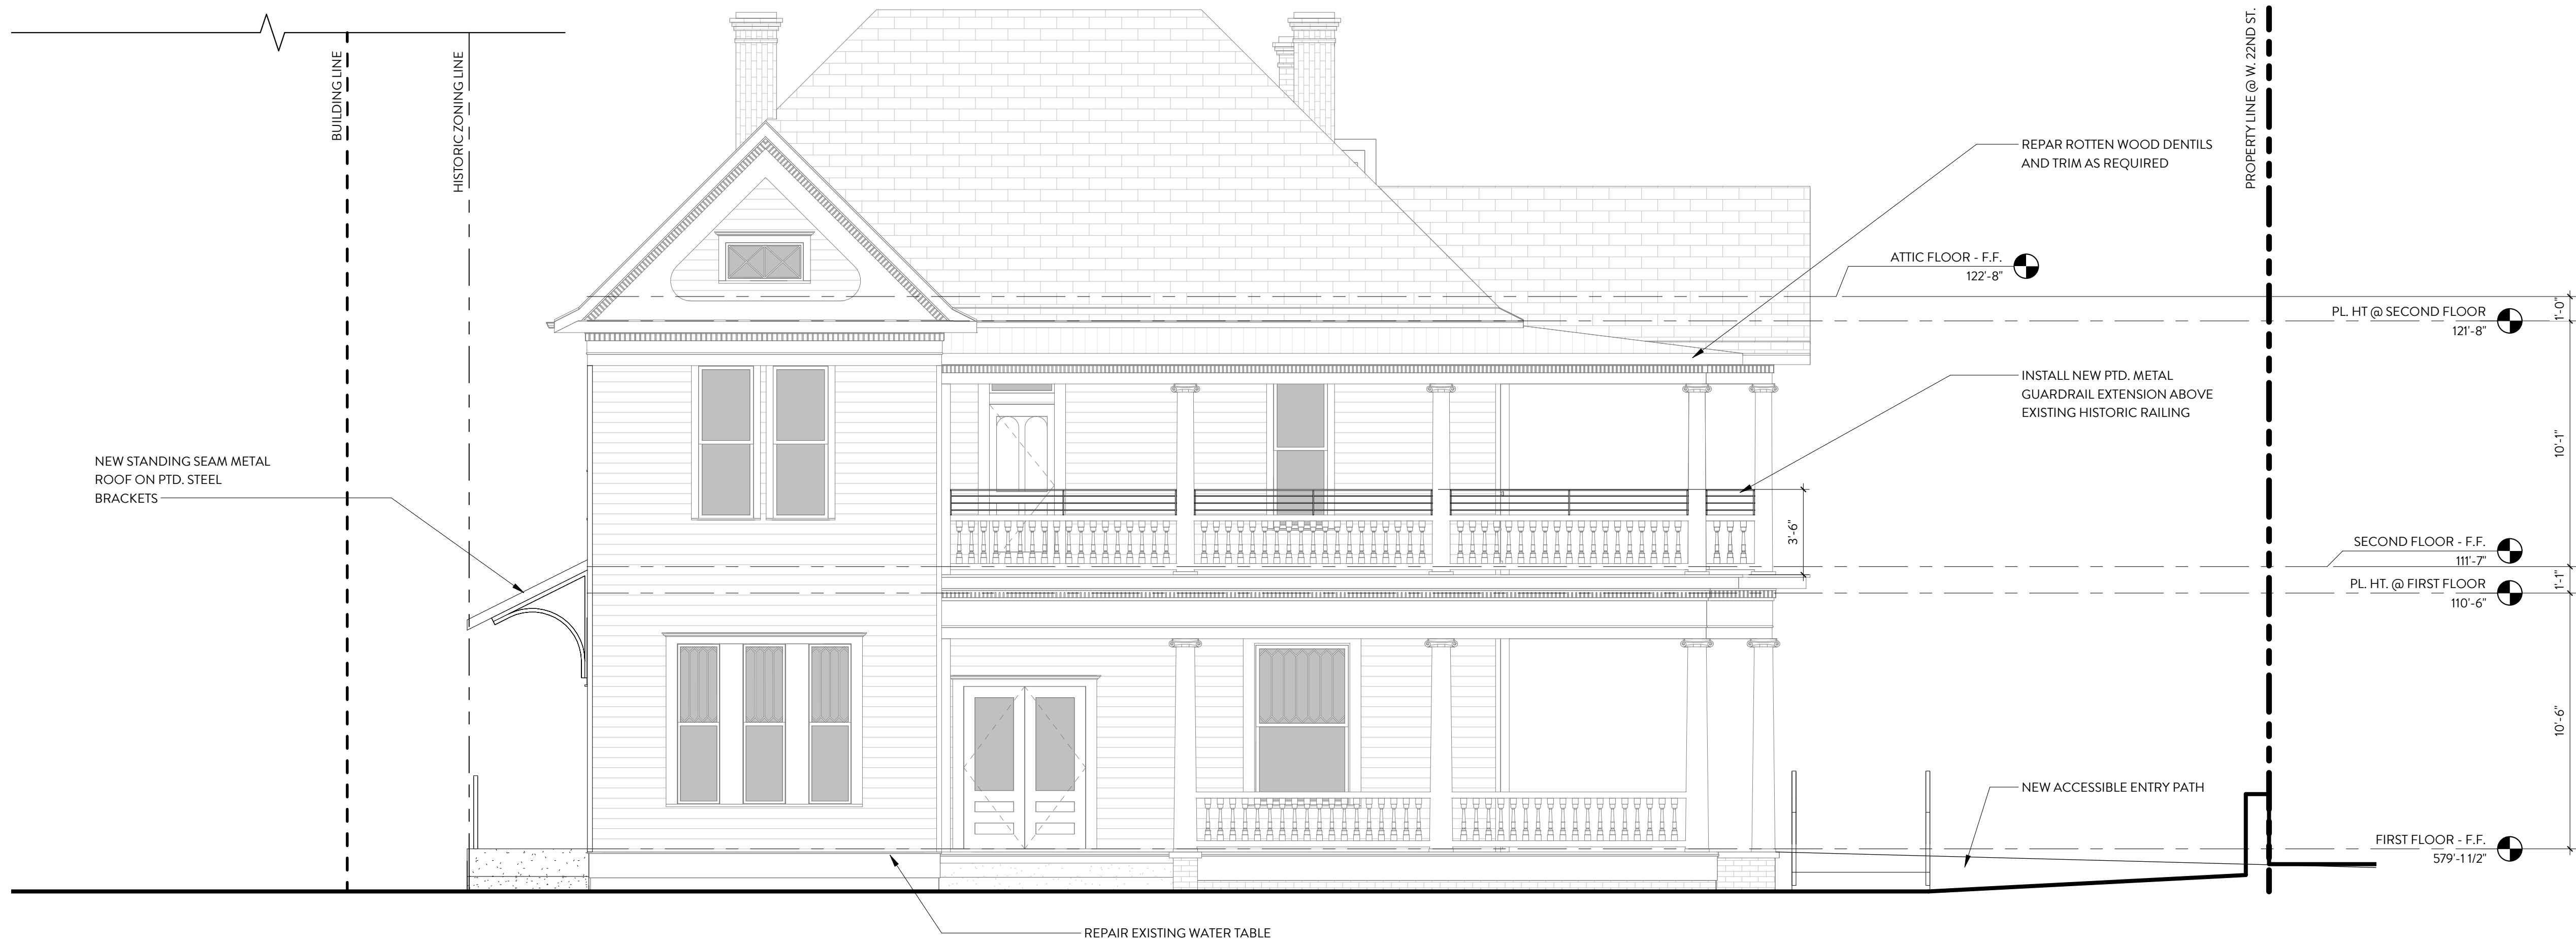 BUILDING LINE
HISTORIC ZONING LINE
PROPERTY LINE @ W. 22ND ST.
REPAR ROTTEN WOOD DENTILS
AND TRIM AS REQUIRED
ATTIC FLOOR - F.F.
122'-8"
1'-0"
PL. HT @ SECOND FLOOR
121'-8"
INSTALL NEW PTD. METAL
GUARDRAIL EXTENSION ABOVE
EXISTING HISTORIC RAILING
10'-1"
NEW STANDING SEAM METAL
ROOF ON PTD. STEEL
BRACKETS
3'-6"
SECOND FLOOR - F.F.
111'-7"
1'-1"
PL. HT. @ FIRST FLOOR
110'-6"
10'-6"
NEW ACCESSIBLE ENTRY PATH
FIRST FLOOR - F.F.
579'-1 1/2"
REPAIR EXISTING WATER TABLE